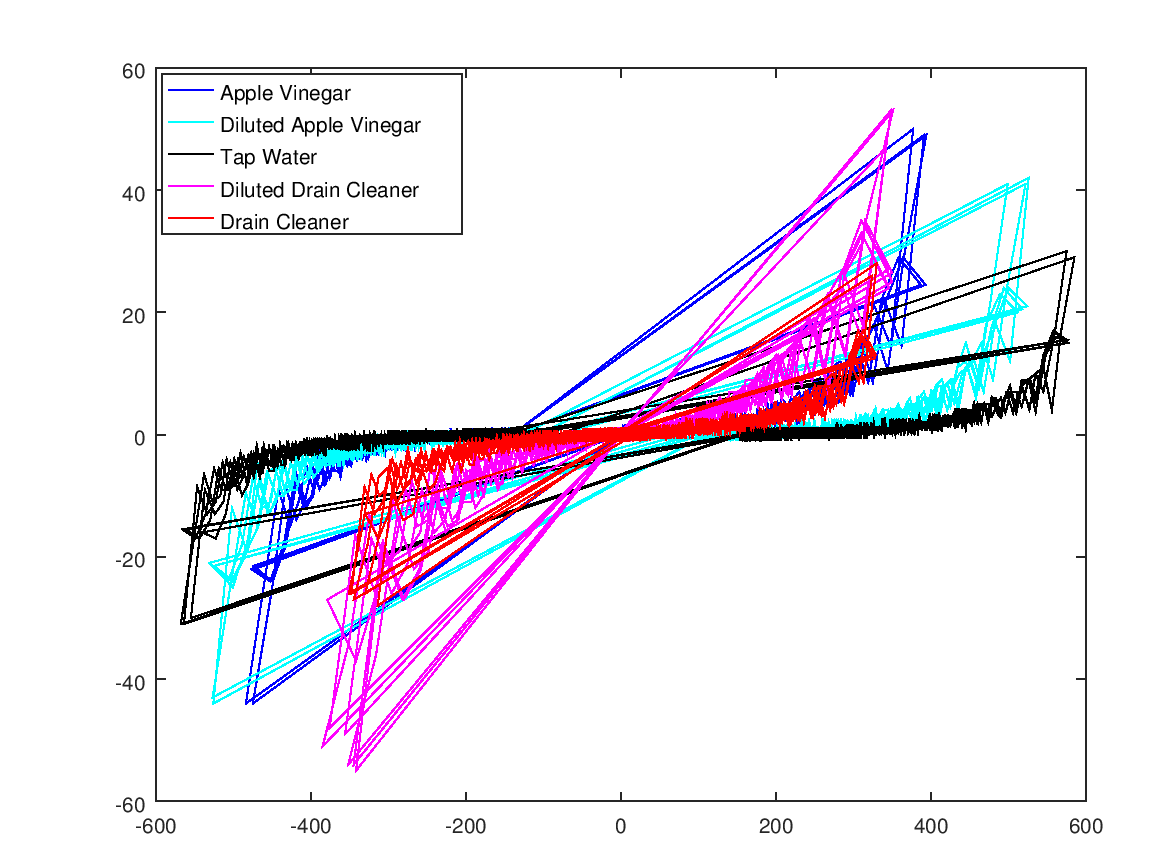 60
40
20
0
-20
-40
-60
Apple Vinegar
Diluted Apple Vinegar
Tap Water
Diluted Drain Cleaner
Drain Cleaner
-600 -400 -200 0 200 400 600